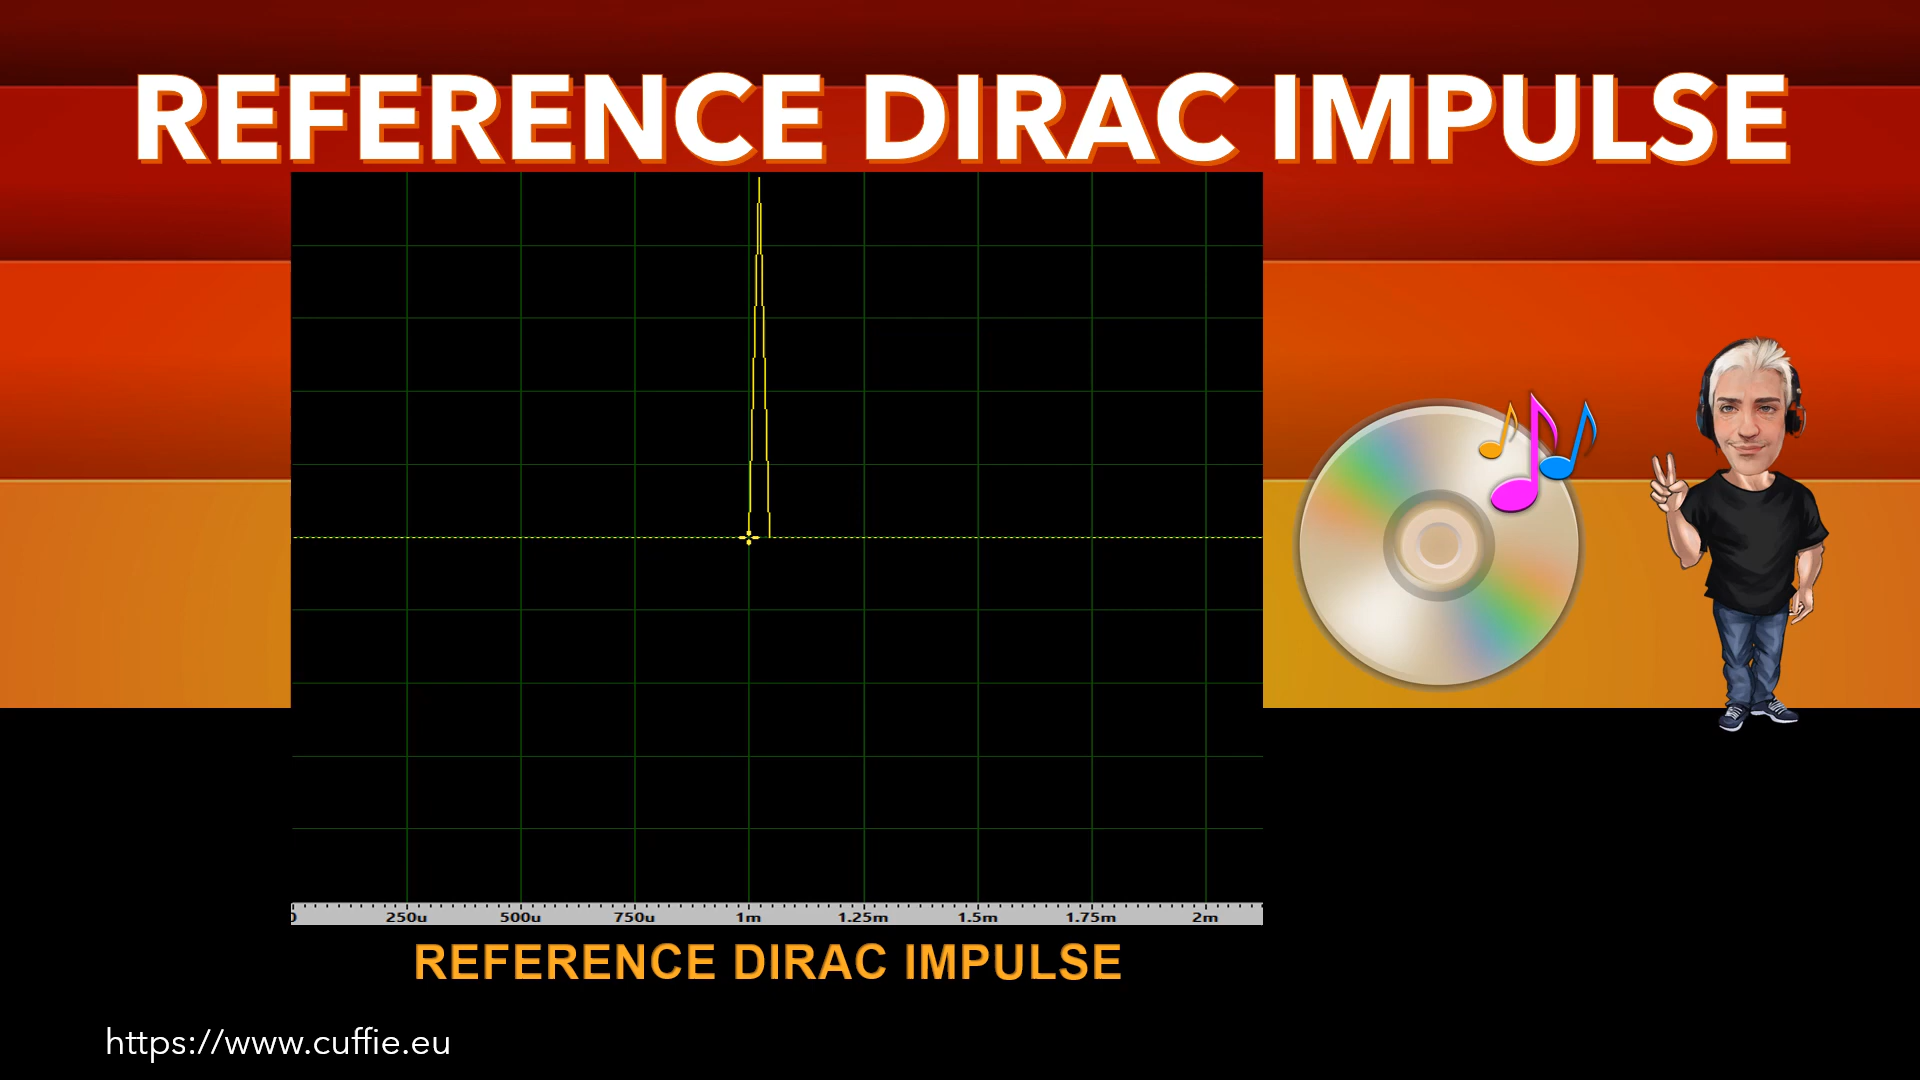 REFERENCE DIRAC IMPULSE
0 250u 500u 750u 1m 1.25m 1.5m 1.75m 2m
REFERENCE DIRAC IMPULSE
https://www.cuffie.eu